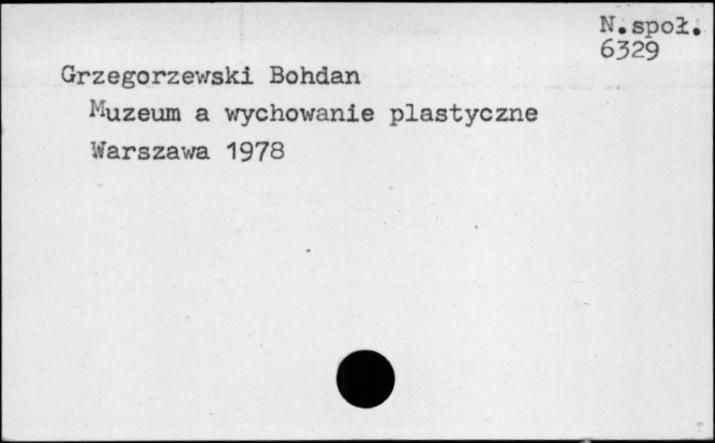 N.społ.
6329
Grzegorzewski Bohdan
Muzeum a wychowanie plastyczne
Warszawa 1978